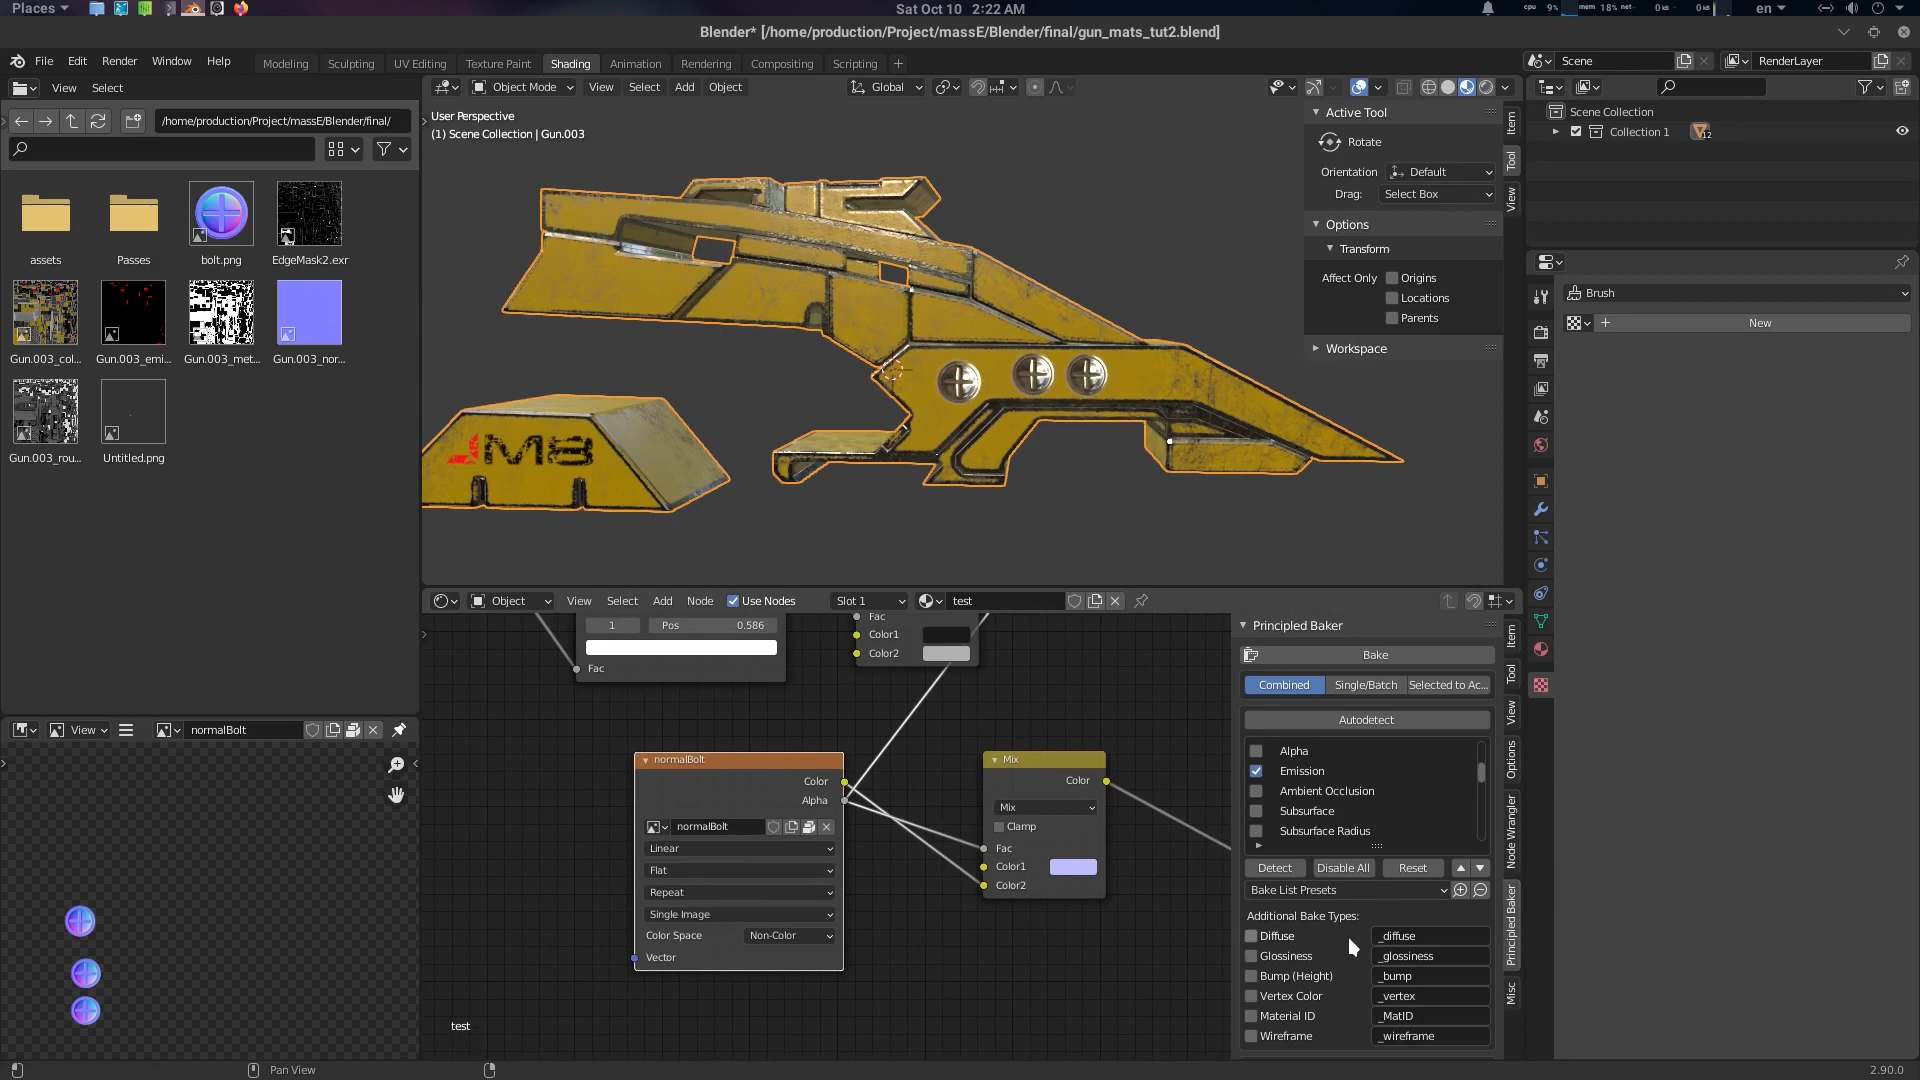 Places
Sat Oct 10 2:22 AM
cpu 9% mem 18% net 0kB 0kB en
Blender* [/home/production/Project/massE/Blender/final/gun_mats_tut2.blend]
File Edit Render Window Help
Modeling Sculpting UV Editing Texture Paint Shading Animation Rendering Compositing Scripting +
Scene
RenderLayer
View Select
Object Mode View Select Add Object
Global
/home/production/Project/massE/Blender/final/
User Perspective
(1) Scene Collection | Gun.003
Active Tool
Rotate
Orientation Default
Drag: Select Box
Options
Transform
Affect Only Origins
Locations
Parents
Workspace
Item
Tool
View
Scene Collection
Collection 1 12
Brush
New
assets
Passes
bolt.png
EdgeMask2.exr
Gun.003_col...
Gun.003_emi...
Gun.003_met...
Gun.003_nor...
Gun.003_rou...
Untitled.png
M8
Object View Select Add Node Use Nodes Slot 1 test
1 Pos 0.586
Fac
Fac
Color1
Color2
View normalBolt
normalBolt
Color
Alpha
normalBolt
Linear
Flat
Repeat
Single Image
Color Space Non-Color
Vector
Mix
Color
Mix
Clamp
Fac
Color1
Color2
test
Principled Baker
Bake
Combined Single/Batch Selected to Ac...
Autodetect
Alpha
Emission
Ambient Occlusion
Subsurface
Subsurface Radius
Detect Disable All Reset
Bake List Presets
Additional Bake Types:
Diffuse _diffuse
Glossiness _glossiness
Bump (Height) _bump
Vertex Color _vertex
Material ID _MatID
Wireframe _wireframe
Item
Tool
View
Options
Node Wrangler
Principled Baker
Misc
Pan View
2.90.0